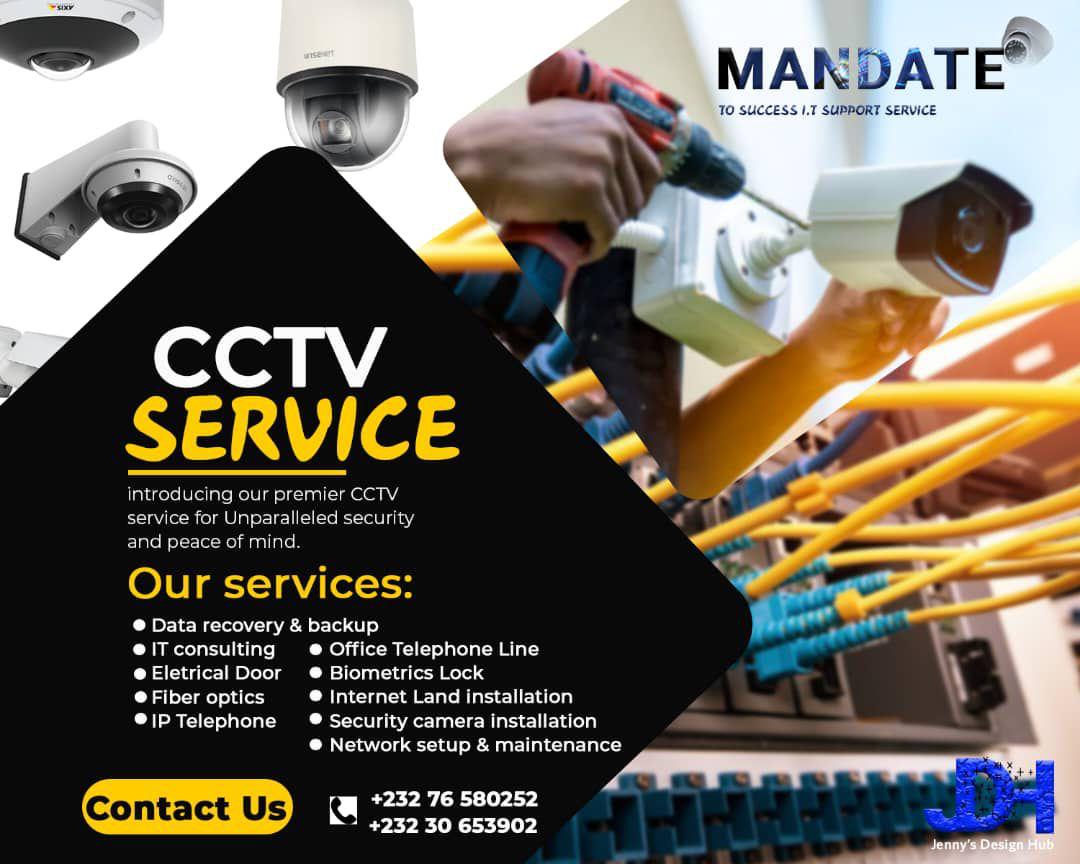 AXIS
wisenet
MANDATE
TO SUCCESS I.T SUPPORT SERVICE
CCTV
SERVICE
introducing our premier CCTV
service for Unparalleled security
and peace of mind.
Our services:
Data recovery & backup
IT consulting
Eletrical Door
Fiber optics
IP Telephone
Office Telephone Line
Biometrics Lock
Internet Land installation
Security camera installation
Network setup & maintenance
Contact Us
+232 76 580252
+232 30 653902
JDH
Jenny's Design Hub